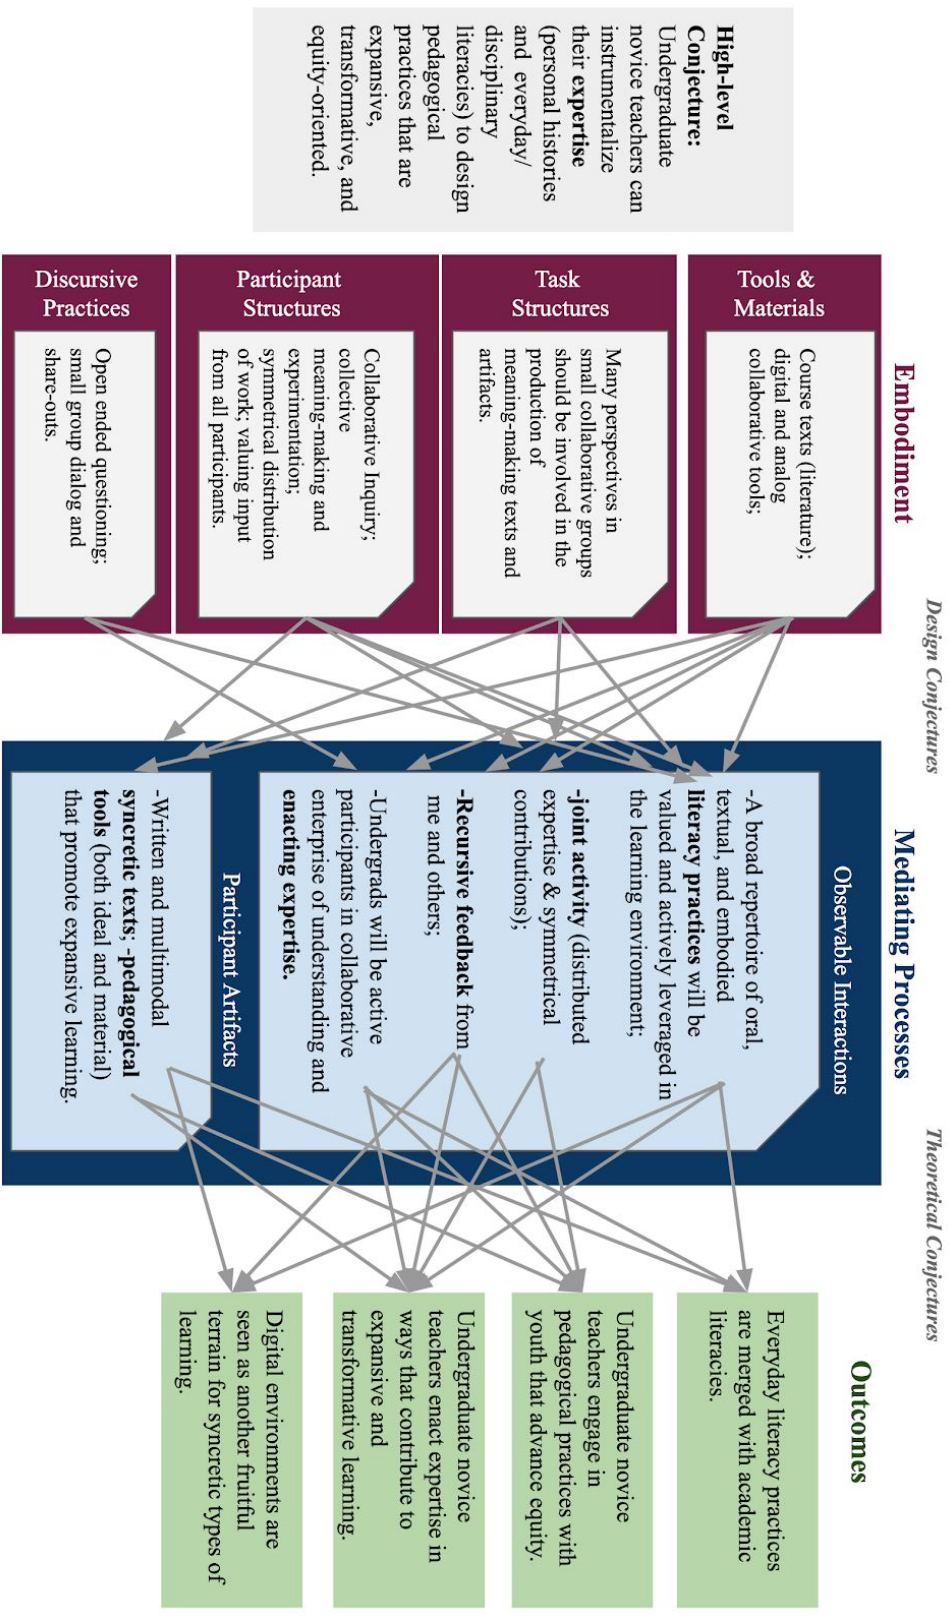 High-level
Conjecture:
Undergraduate
novice teachers can
instrumentalize
their expertise
(personal histories
and everyday/
disciplinary
literacies) to design
pedagogical
practices that are
expansive,
transformative, and
equity-oriented.
Embodiment
Tools &
Materials
Course texts (literature);
digital and analog
collaborative tools;
Task
Structures
Many perspectives in
small collaborative groups
should be involved in the
production of
meaning-making texts and
artifacts.
Participant
Structures
Collaborative Inquiry;
collective
meaning-making and
experimentation;
symmetrical distribution
of work; valuing input
from all participants.
Discursive
Practices
Open ended questioning;
small group dialog and
share-outs.
Design Conjectures
Mediating Processes
Observable Interactions
-A broad repertoire of oral,
textual, and embodied
literacy practices will be
valued and actively leveraged in
the learning environment;
-joint activity (distributed
expertise & symmetrical
contributions);
-Recursive feedback from
me and others;
-Undergrads will be active
participants in collaborative
enterprise of understanding and
enacting expertise.
Participant Artifacts
-Written and multimodal
syncretic texts; -pedagogical
tools (both ideal and material)
that promote expansive learning.
Theoretical Conjectures
Outcomes
Everyday literacy practices
are merged with academic
literacies.
Undergraduate novice
teachers engage in
pedagogical practices with
youth that advance equity.
Undergraduate novice
teachers enact expertise in
ways that contribute to
expansive and
transformative learning.
Digital environments are
seen as another fruitful
terrain for syncretic types of
learning.